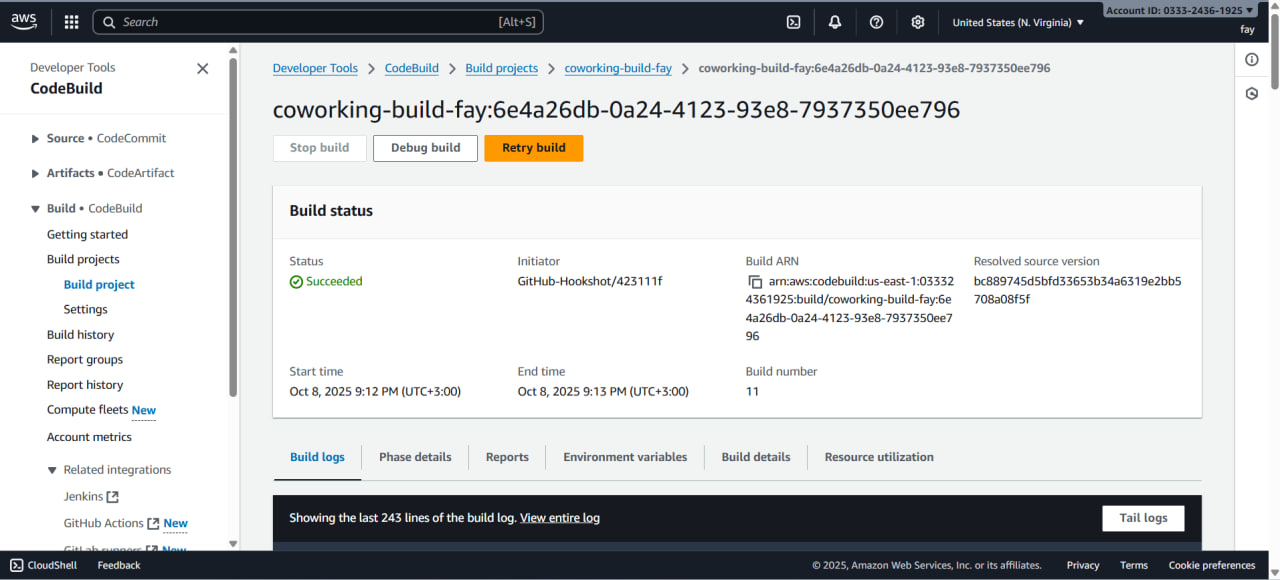 aws
Search
[Alt+S]
United States (N. Virginia)
Account ID: 0333-2436-1925
fay
Developer Tools
CodeBuild
Source • CodeCommit
Artifacts • CodeArtifact
Build • CodeBuild
Getting started
Build projects
Build project
Settings
Build history
Report groups
Report history
Compute fleets New
Account metrics
Related integrations
Jenkins
GitHub Actions New
GitLab runners New
Developer Tools > CodeBuild > Build projects > coworking-build-fay > coworking-build-fay:6e4a26db-0a24-4123-93e8-7937350ee796
coworking-build-fay:6e4a26db-0a24-4123-93e8-7937350ee796
Stop build
Debug build
Retry build
Build status
Status
Succeeded
Initiator
GitHub-Hookshot/423111f
Build ARN
arn:aws:codebuild:us-east-1:03332
4361925:build/coworking-build-fay:6e
4a26db-0a24-4123-93e8-7937350ee7
96
Resolved source version
bc889745d5bfd33653b34a6319e2bb5
708a08f5f
Start time
Oct 8, 2025 9:12 PM (UTC+3:00)
End time
Oct 8, 2025 9:13 PM (UTC+3:00)
Build number
11
Build logs
Phase details
Reports
Environment variables
Build details
Resource utilization
Showing the last 243 lines of the build log. View entire log
Tail logs
CloudShell
Feedback
© 2025, Amazon Web Services, Inc. or its affiliates.
Privacy
Terms
Cookie preferences